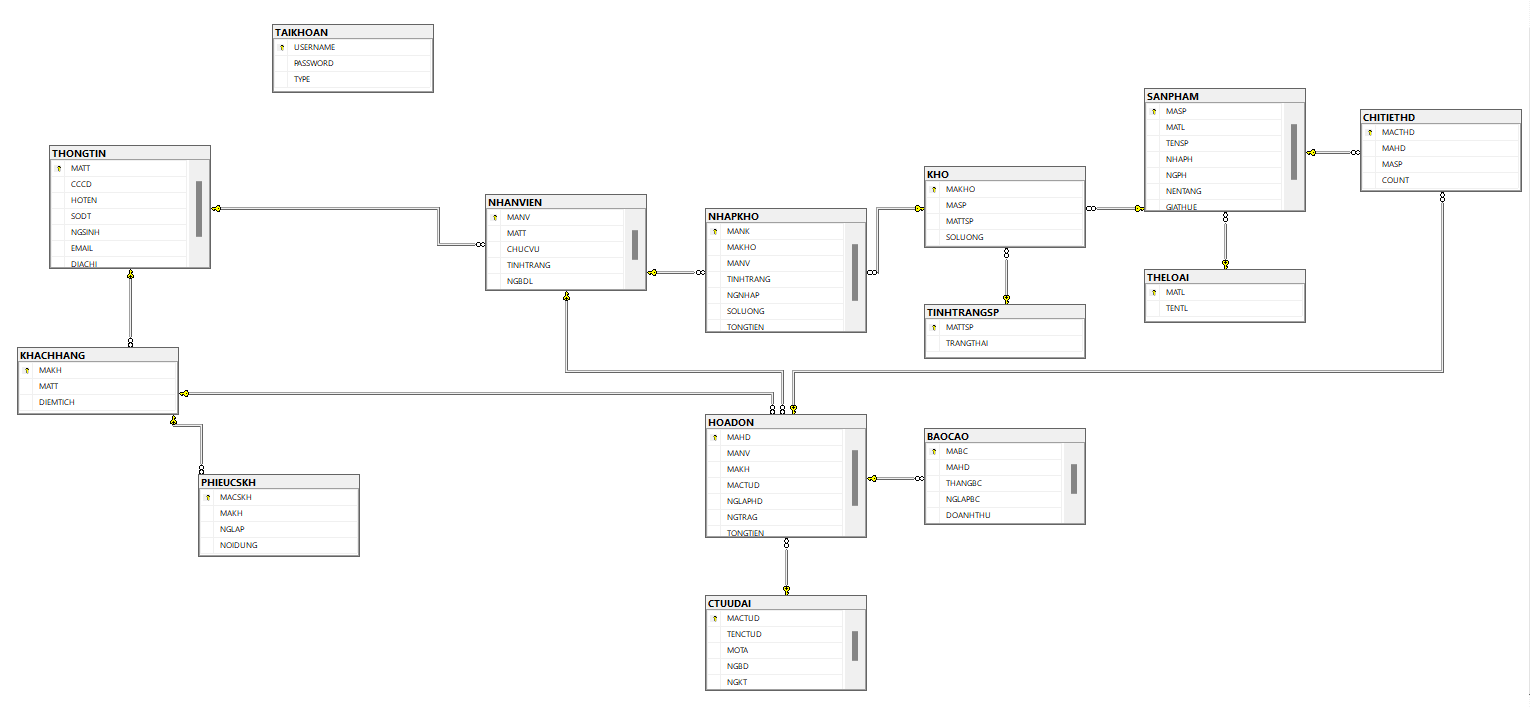 TAIKHOAN
USERNAME
PASSWORD
TYPE
THONGTIN
MATT
CCCD
HOTEN
SODT
NGSINH
EMAIL
DIACHI
NHANVIEN
MANV
MATT
CHUCVU
TINHTRANG
NGBDL
NHAPKHO
MANK
MAKHO
MANV
TINHTRANG
NGNHAP
SOLUONG
TONGTIEN
KHO
MAKHO
MASP
MATTSP
SOLUONG
SANPHAM
MASP
MATL
TENSP
NHAPH
NGPH
NENTANG
GIATHUE
CHITIETHD
MACTHD
MAHD
MASP
COUNT
TINHTRANGSP
MATTSP
TRANGTHAI
THELOAI
MATL
TENTL
KHACHHANG
MAKH
MATT
DIEMTICH
PHIEUCSKH
MACSKH
MAKH
NGLAP
NOIDUNG
HOADON
MAHD
MANV
MAKH
MACTUD
NGLAPHD
NGTRAG
TONGTIEN
BAOCAO
MABC
MAHD
THANGBC
NGLAPBC
DOANHTHU
CTUUDAI
MACTUD
TENCTUD
MOTA
NGBD
NGKT